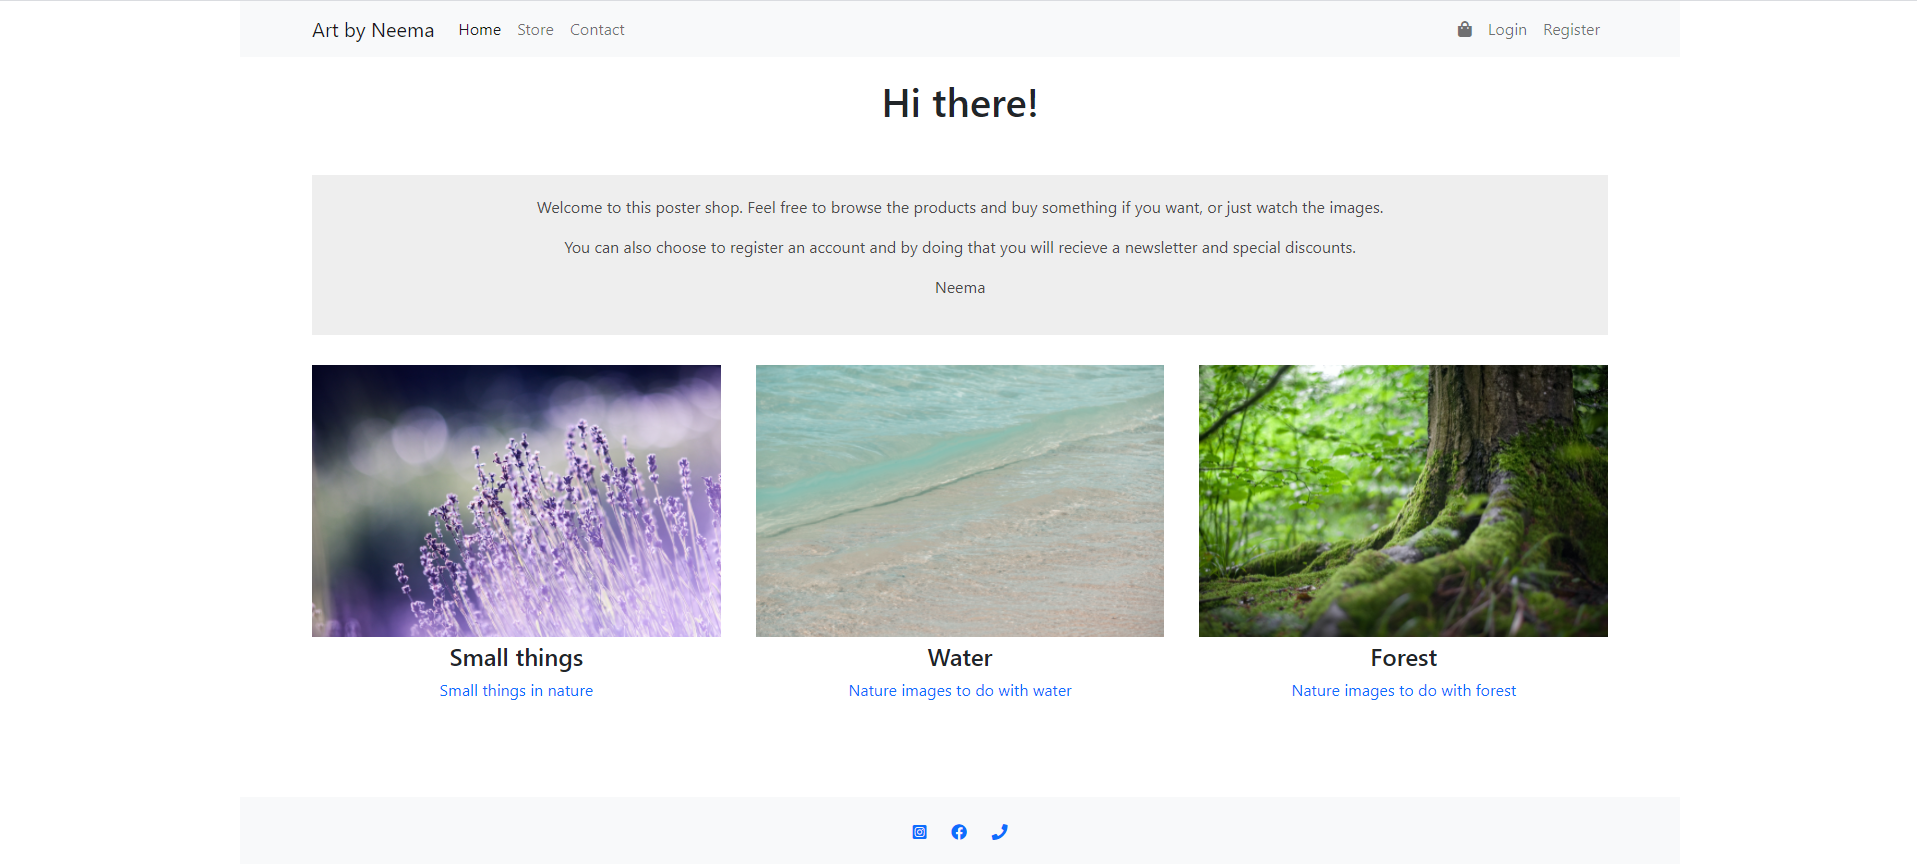 Art by Neema Home Store Contact Login Register
Hi there!
Welcome to this poster shop. Feel free to browse the products and buy something if you want, or just watch the images.
You can also choose to register an account and by doing that you will recieve a newsletter and special discounts.
Neema
Small things Water Forest
Small things in nature Nature images to do with water Nature images to do with forest